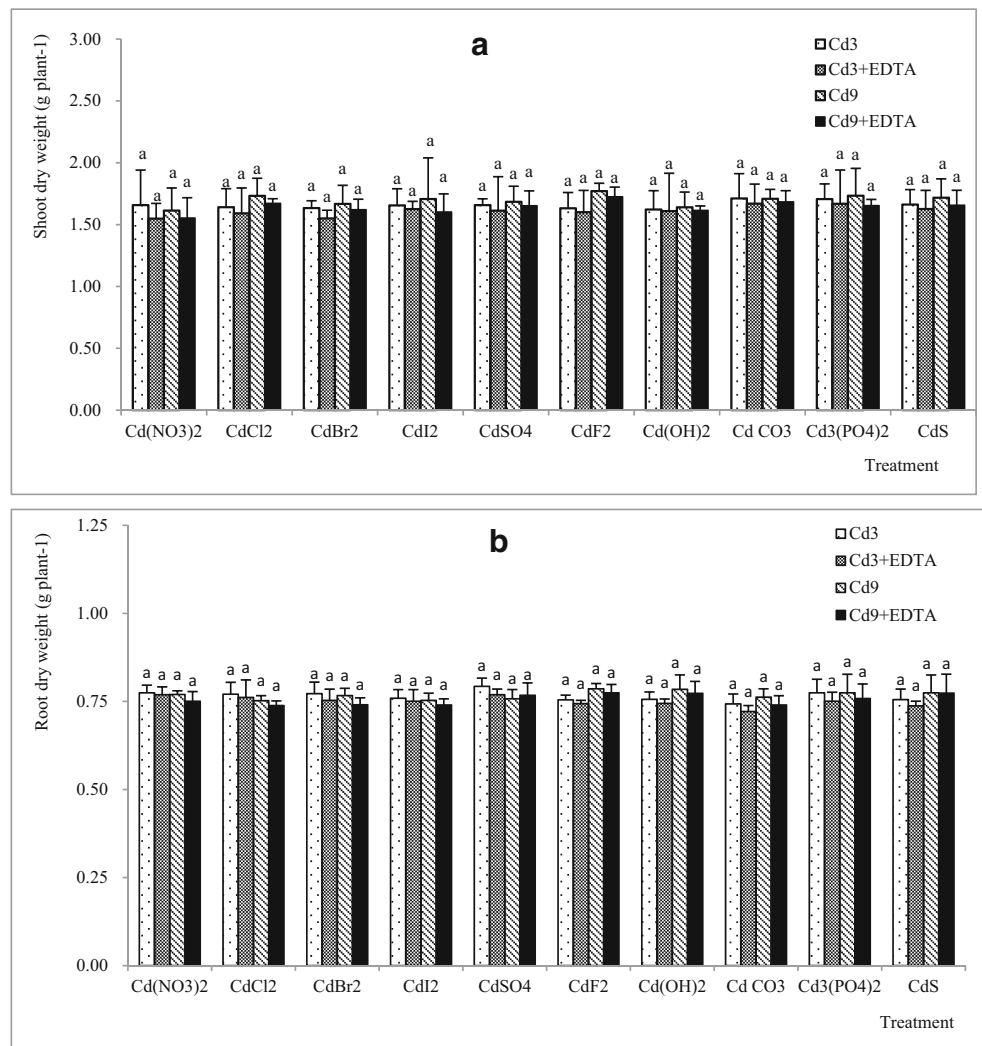 a
3.00
2.50
2.00
1.50
1.00
0.50
0.00
Shoot dry weight (g plant-1)
Cd3
Cd3+EDTA
Cd9
Cd9+EDTA
a a a a a a a a a a a a a a a a a a a a a a a a a a a a a a a a a a a a a a a a
Cd(NO3)2 CdCl2 CdBr2 CdI2 CdSO4 CdF2 Cd(OH)2 Cd CO3 Cd3(PO4)2 CdS
Treatment
b
1.25
1.00
0.75
0.50
0.25
0.00
Root dry weight (g plant-1)
Cd3
Cd3+EDTA
Cd9
Cd9+EDTA
a a a a a a a a a a a a a a a a a a a a a a a a a a a a a a a a a a a a a a a a
Cd(NO3)2 CdCl2 CdBr2 CdI2 CdSO4 CdF2 Cd(OH)2 Cd CO3 Cd3(PO4)2 CdS
Treatment